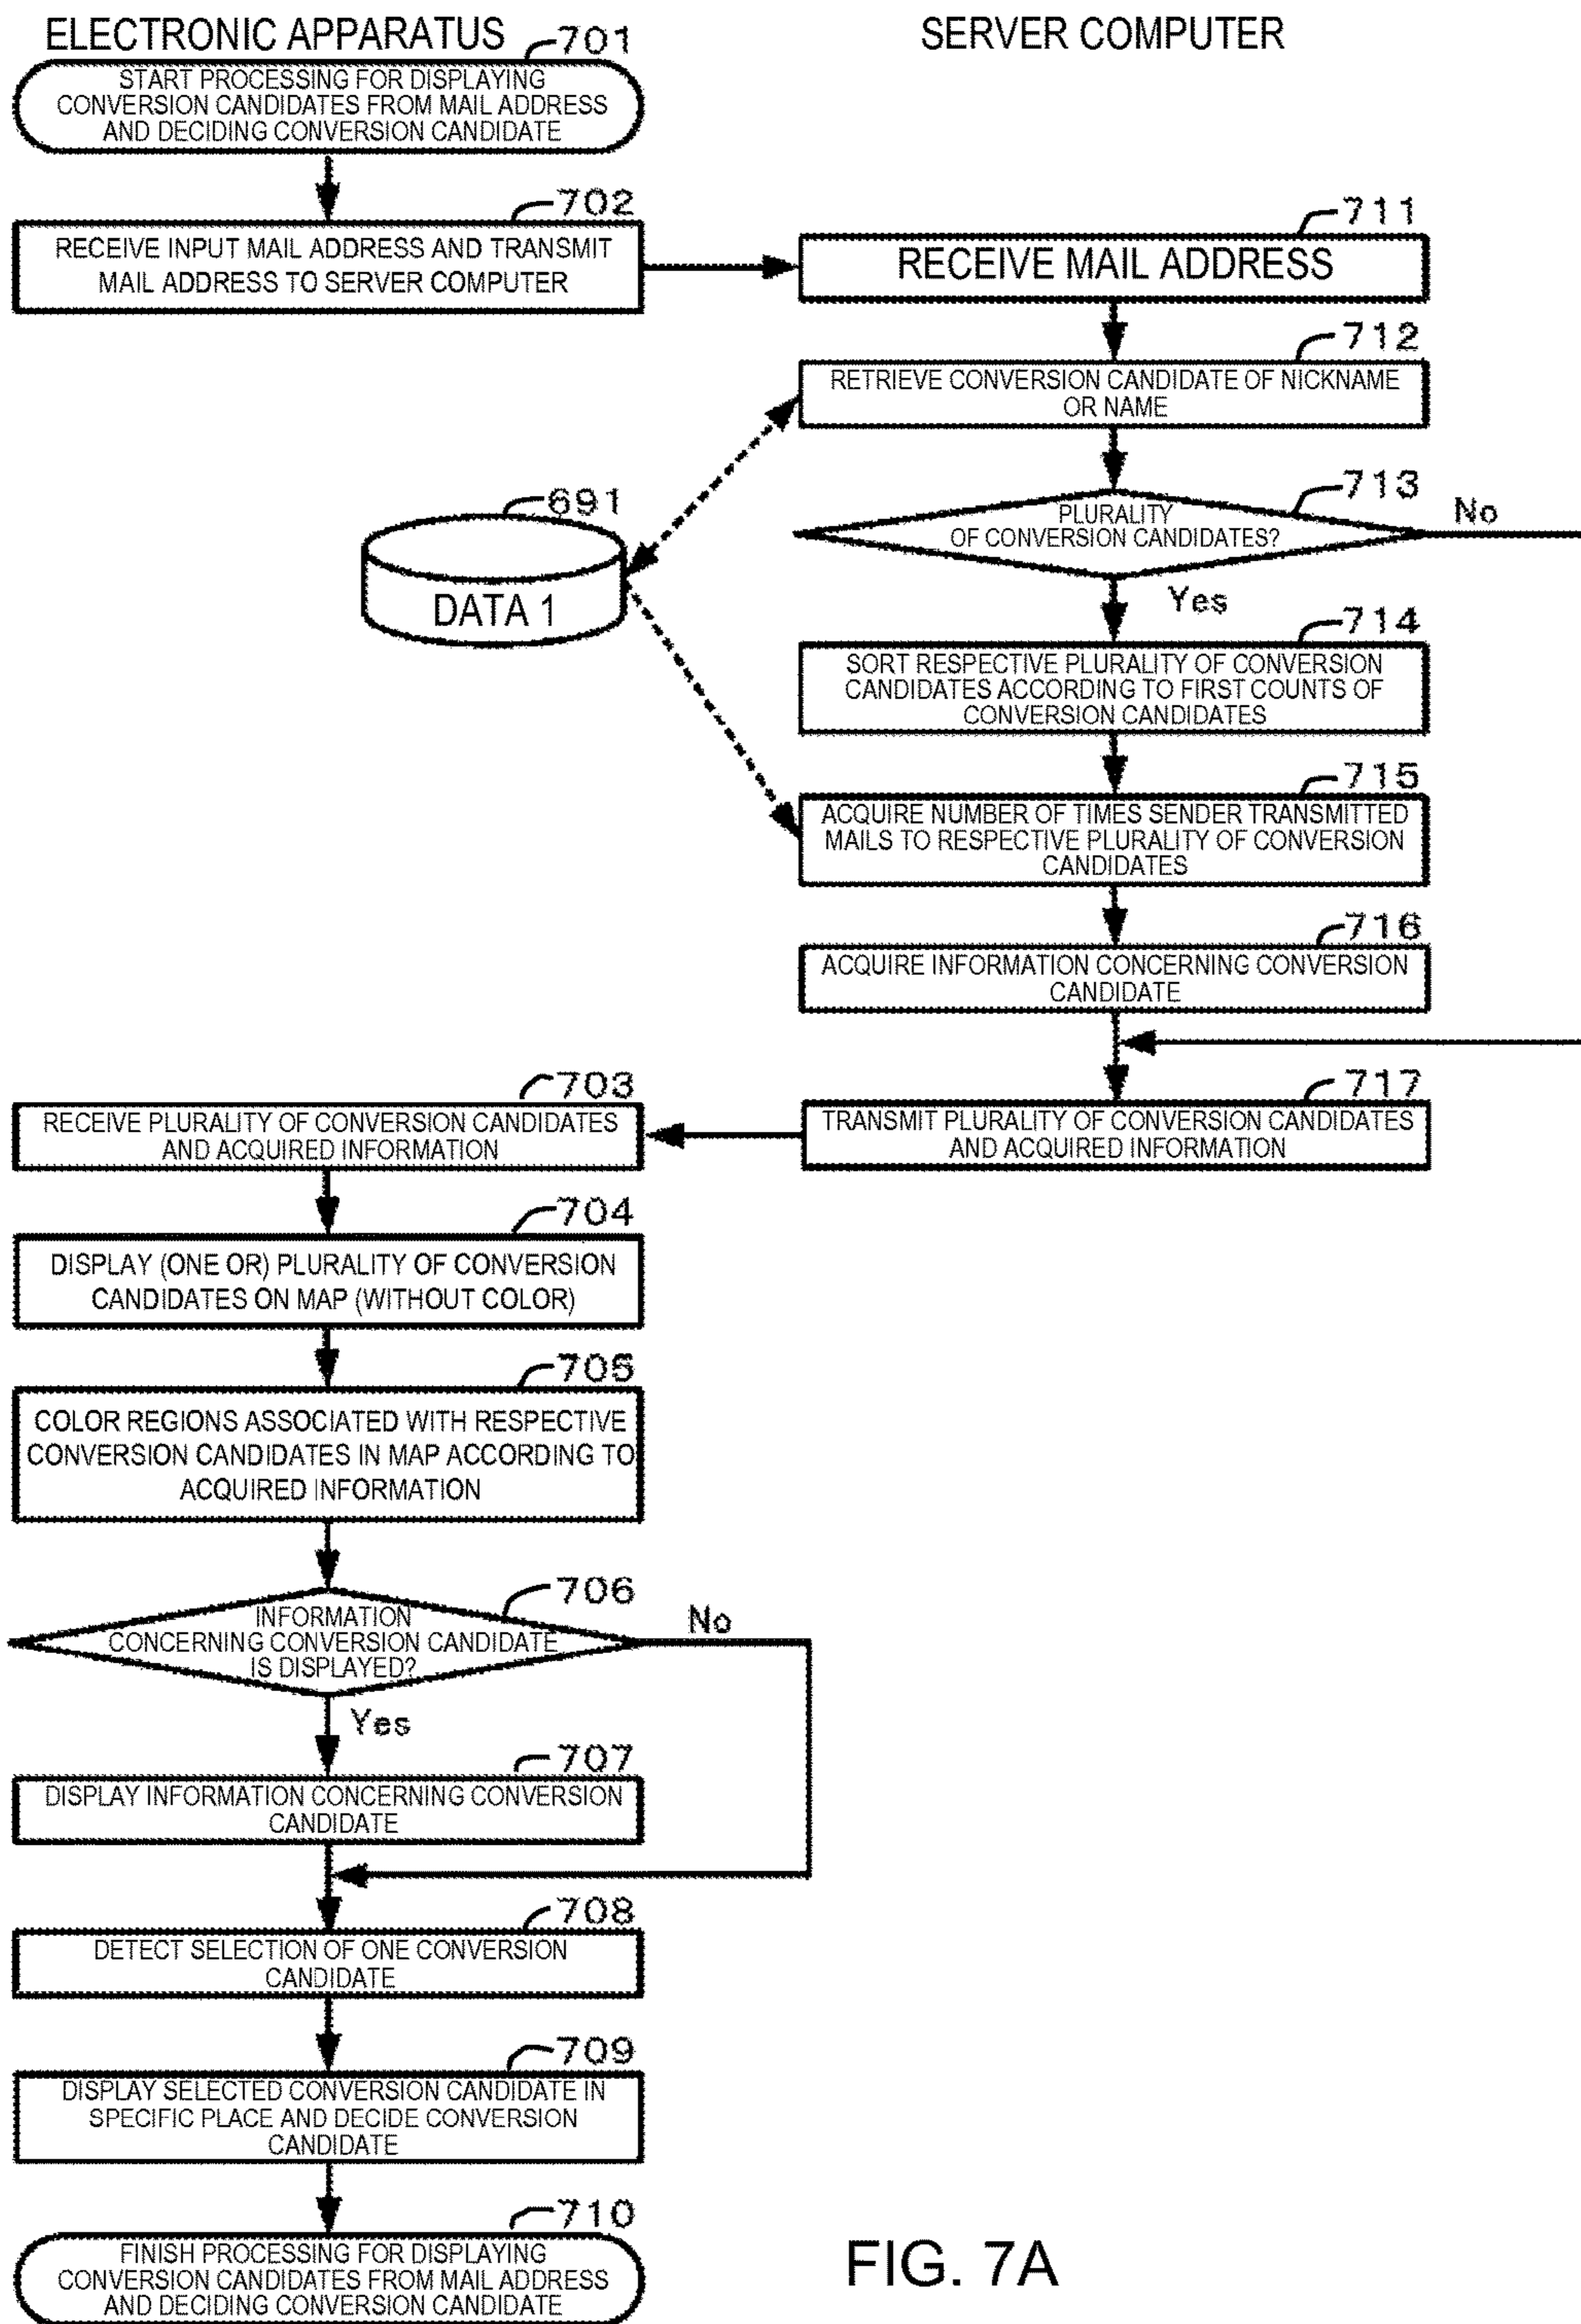 ELECTRONIC APPARATUS
701
START PROCESSING FOR DISPLAYING
CONVERSION CANDIDATES FROM MAIL ADDRESS
AND DECIDING CONVERSION CANDIDATE
702
RECEIVE INPUT MAIL ADDRESS AND TRANSMIT
MAIL ADDRESS TO SERVER COMPUTER
SERVER COMPUTER
711
RECEIVE MAIL ADDRESS
712
RETRIEVE CONVERSION CANDIDATE OF NICKNAME
OR NAME
691
DATA 1
713
PLURALITY
OF CONVERSION CANDIDATES?
No
Yes
714
SORT RESPECTIVE PLURALITY OF CONVERSION
CANDIDATES ACCORDING TO FIRST COUNTS OF
CONVERSION CANDIDATES
715
ACQUIRE NUMBER OF TIMES SENDER TRANSMITTED
MAILS TO RESPECTIVE PLURALITY OF CONVERSION
CANDIDATES
716
ACQUIRE INFORMATION CONCERNING CONVERSION
CANDIDATE
717
TRANSMIT PLURALITY OF CONVERSION CANDIDATES
AND ACQUIRED INFORMATION
703
RECEIVE PLURALITY OF CONVERSION CANDIDATES
AND ACQUIRED INFORMATION
704
DISPLAY (ONE OR) PLURALITY OF CONVERSION
CANDIDATES ON MAP (WITHOUT COLOR)
705
COLOR REGIONS ASSOCIATED WITH RESPECTIVE
CONVERSION CANDIDATES IN MAP ACCORDING TO
ACQUIRED INFORMATION
706
INFORMATION
CONCERNING CONVERSION CANDIDATE
IS DISPLAYED?
No
Yes
707
DISPLAY INFORMATION CONCERNING CONVERSION
CANDIDATE
708
DETECT SELECTION OF ONE CONVERSION
CANDIDATE
709
DISPLAY SELECTED CONVERSION CANDIDATE IN
SPECIFIC PLACE AND DECIDE CONVERSION
CANDIDATE
710
FINISH PROCESSING FOR DISPLAYING
CONVERSION CANDIDATES FROM MAIL ADDRESS
AND DECIDING CONVERSION CANDIDATE
FIG. 7A